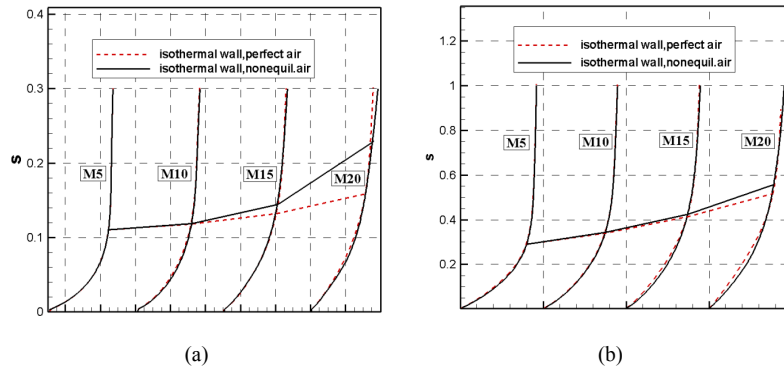 0.4
isothermal wall,perfect air
isothermal wall,nonequil.air
0.3
s
0.2
M5
M10
M15
M20
0.1
0
(a)
1.2
isothermal wall,perfect air
isothermal wall,nonequil.air
1
s
0.8
M5
M10
M15
M20
0.6
0.4
0.2
(b)